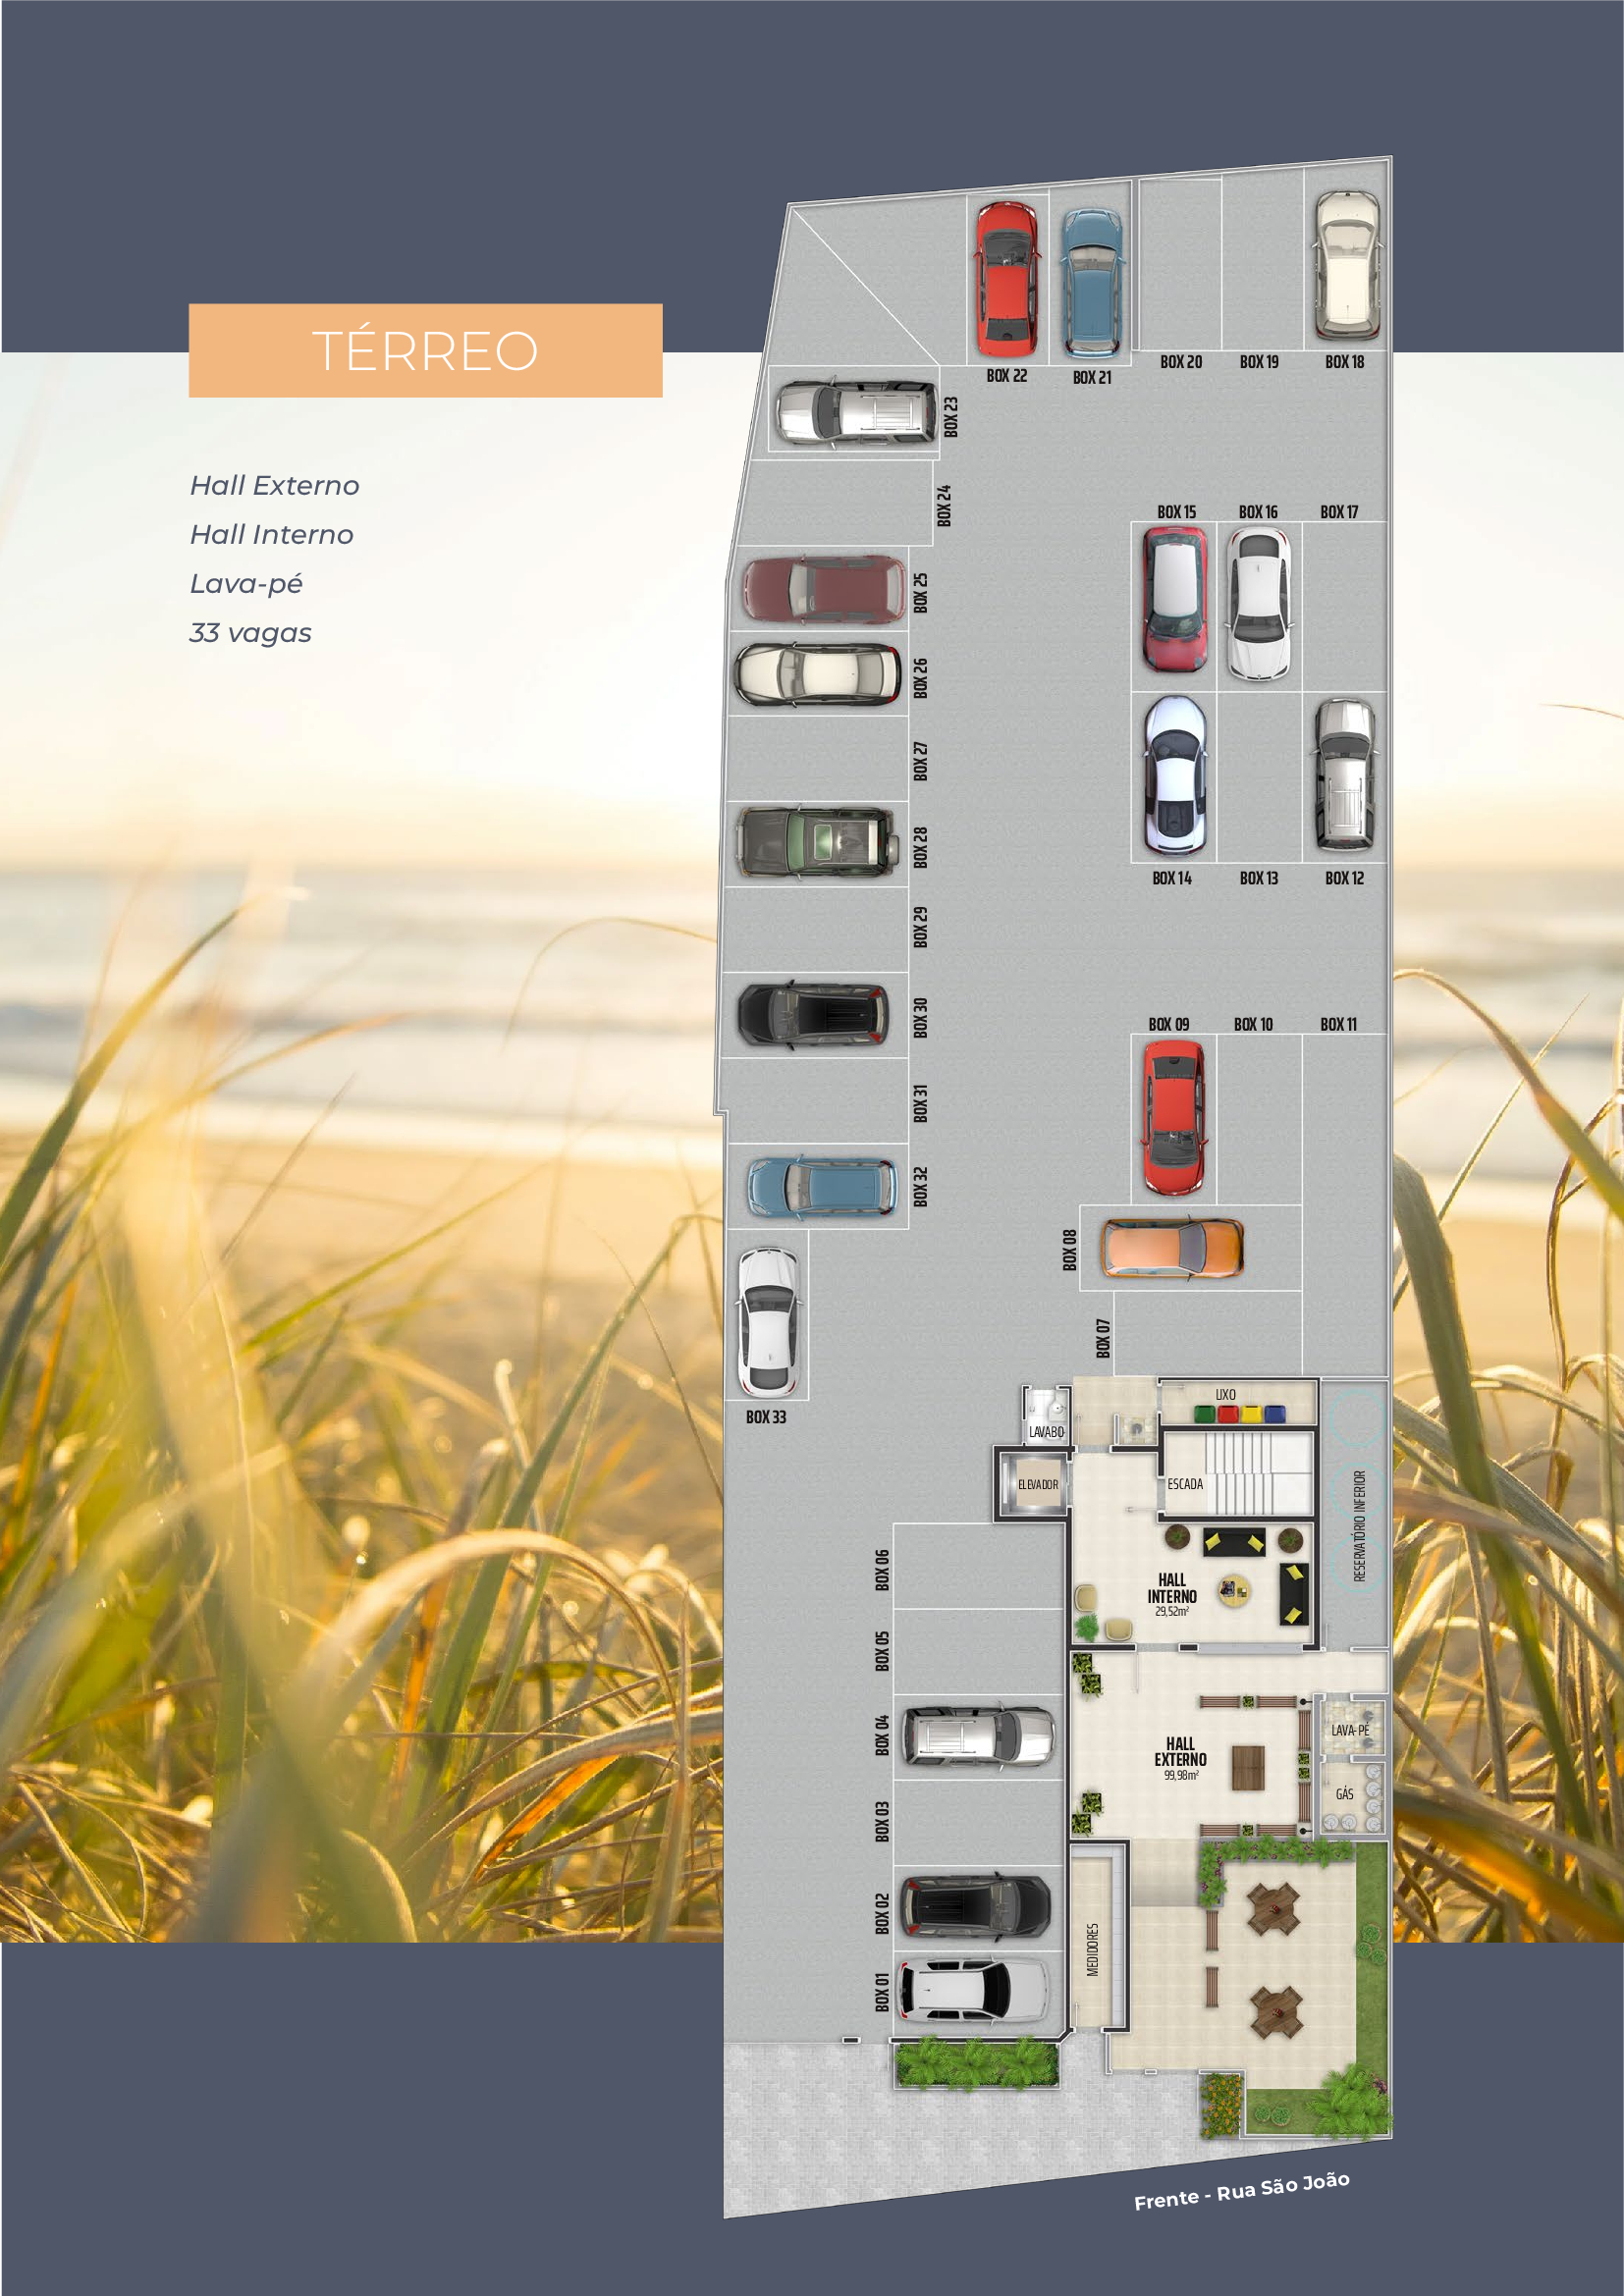 TÉRREO
Hall Externo
Hall Interno
Lava-pé
33 vagas
BOX 22
BOX 21
BOX 20
BOX 19
BOX 18
BOX 23
BOX 24
BOX 15
BOX 16
BOX 17
BOX 25
BOX 26
BOX 27
BOX 28
BOX 14
BOX 13
BOX 12
BOX 29
BOX 30
BOX 09
BOX 10
BOX 11
BOX 31
BOX 32
BOX 08
BOX 07
BOX 33
LIXO
LAVABO
ELEVADOR
ESCADA
RESERVATÓRIO INFERIOR
BOX 06
HALL
INTERNO
29,52m²
BOX 05
BOX 04
HALL
EXTERNO
99,98m²
LAVA-PÉ
GÁS
BOX 03
BOX 02
MEDIDORES
BOX 01
Frente - Rua São João